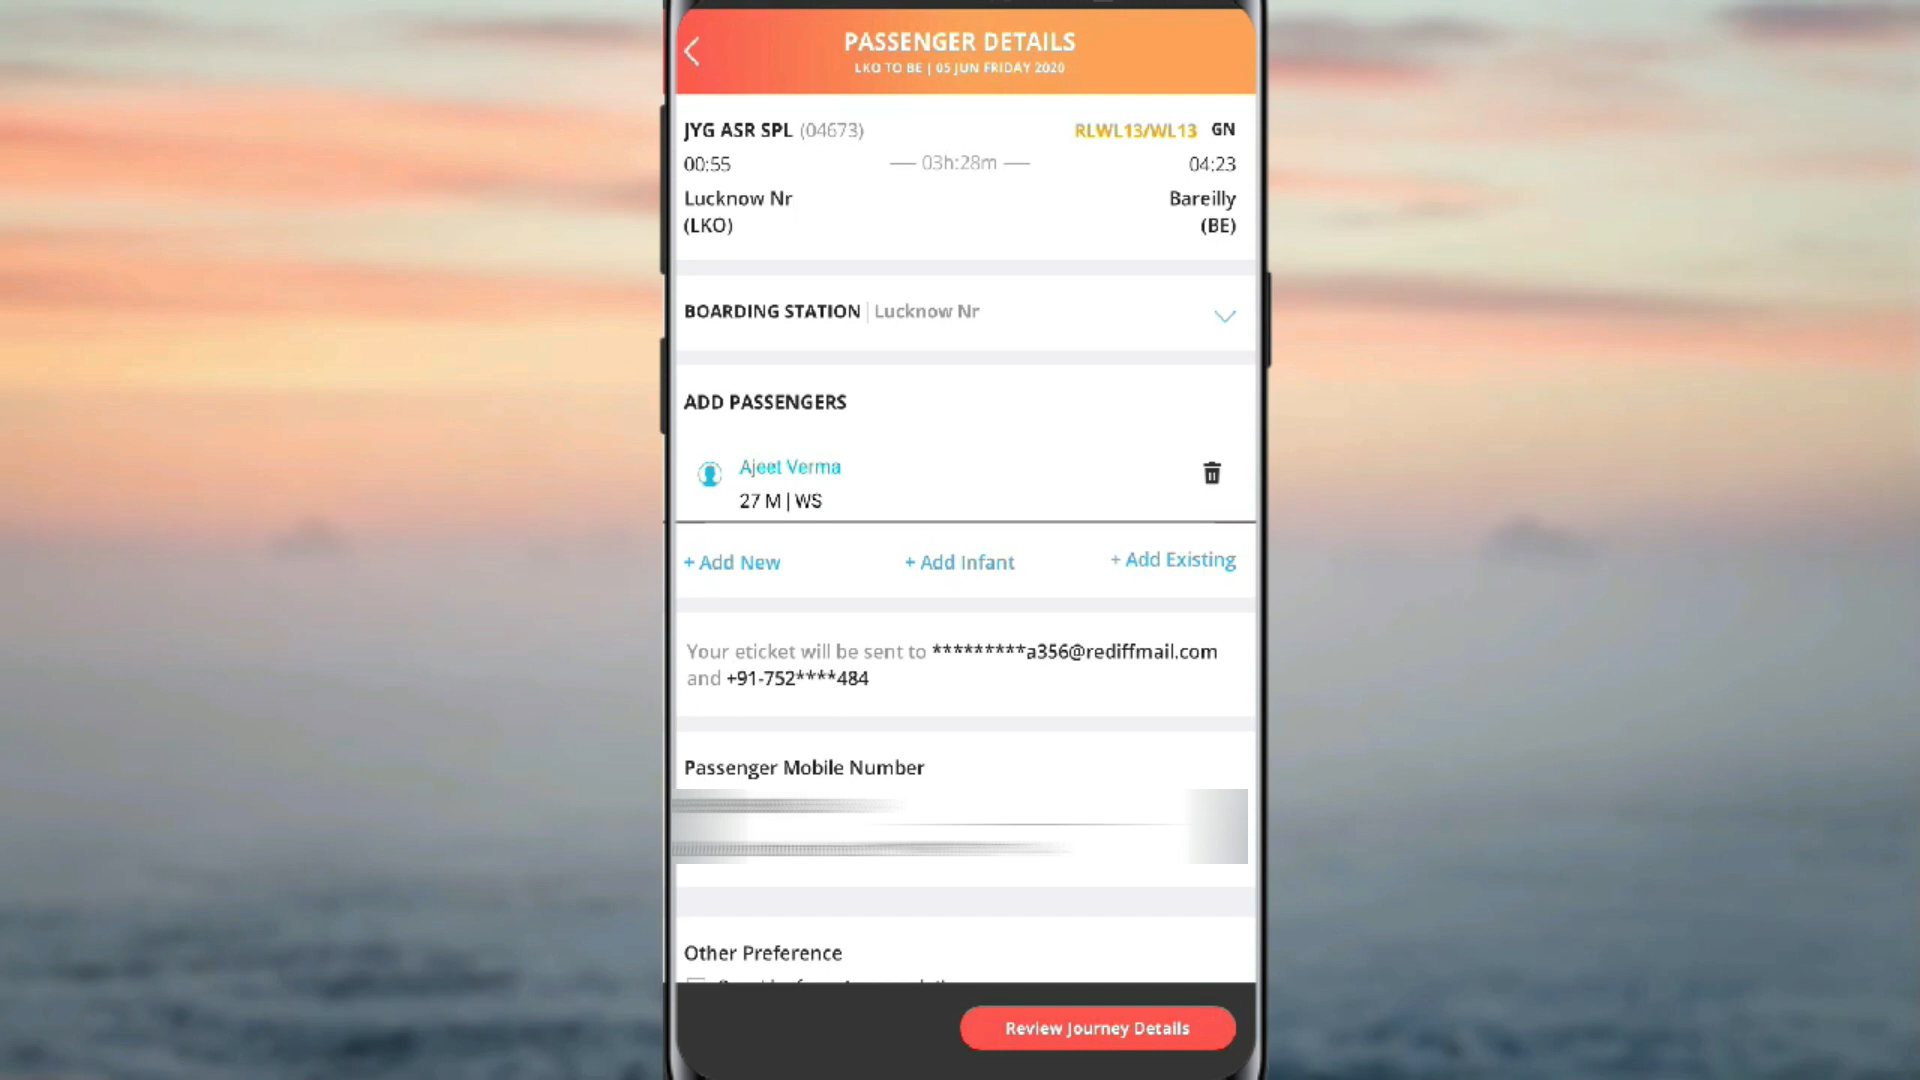 PASSENGER DETAILS
LKO TO BE | 05 JUN FRIDAY 2020
JYG ASR SPL (04673) RLWL13/WL13 GN
00:55 03h:28m 04:23
Lucknow Nr Bareilly
(LKO) (BE)
BOARDING STATION | Lucknow Nr
ADD PASSENGERS
Ajeet Verma
27 M | WS
+ Add New + Add Infant + Add Existing
Your eticket will be sent to *********a356@rediffmail.com
and +91-752****484
Passenger Mobile Number
Other Preference
Review Journey Details